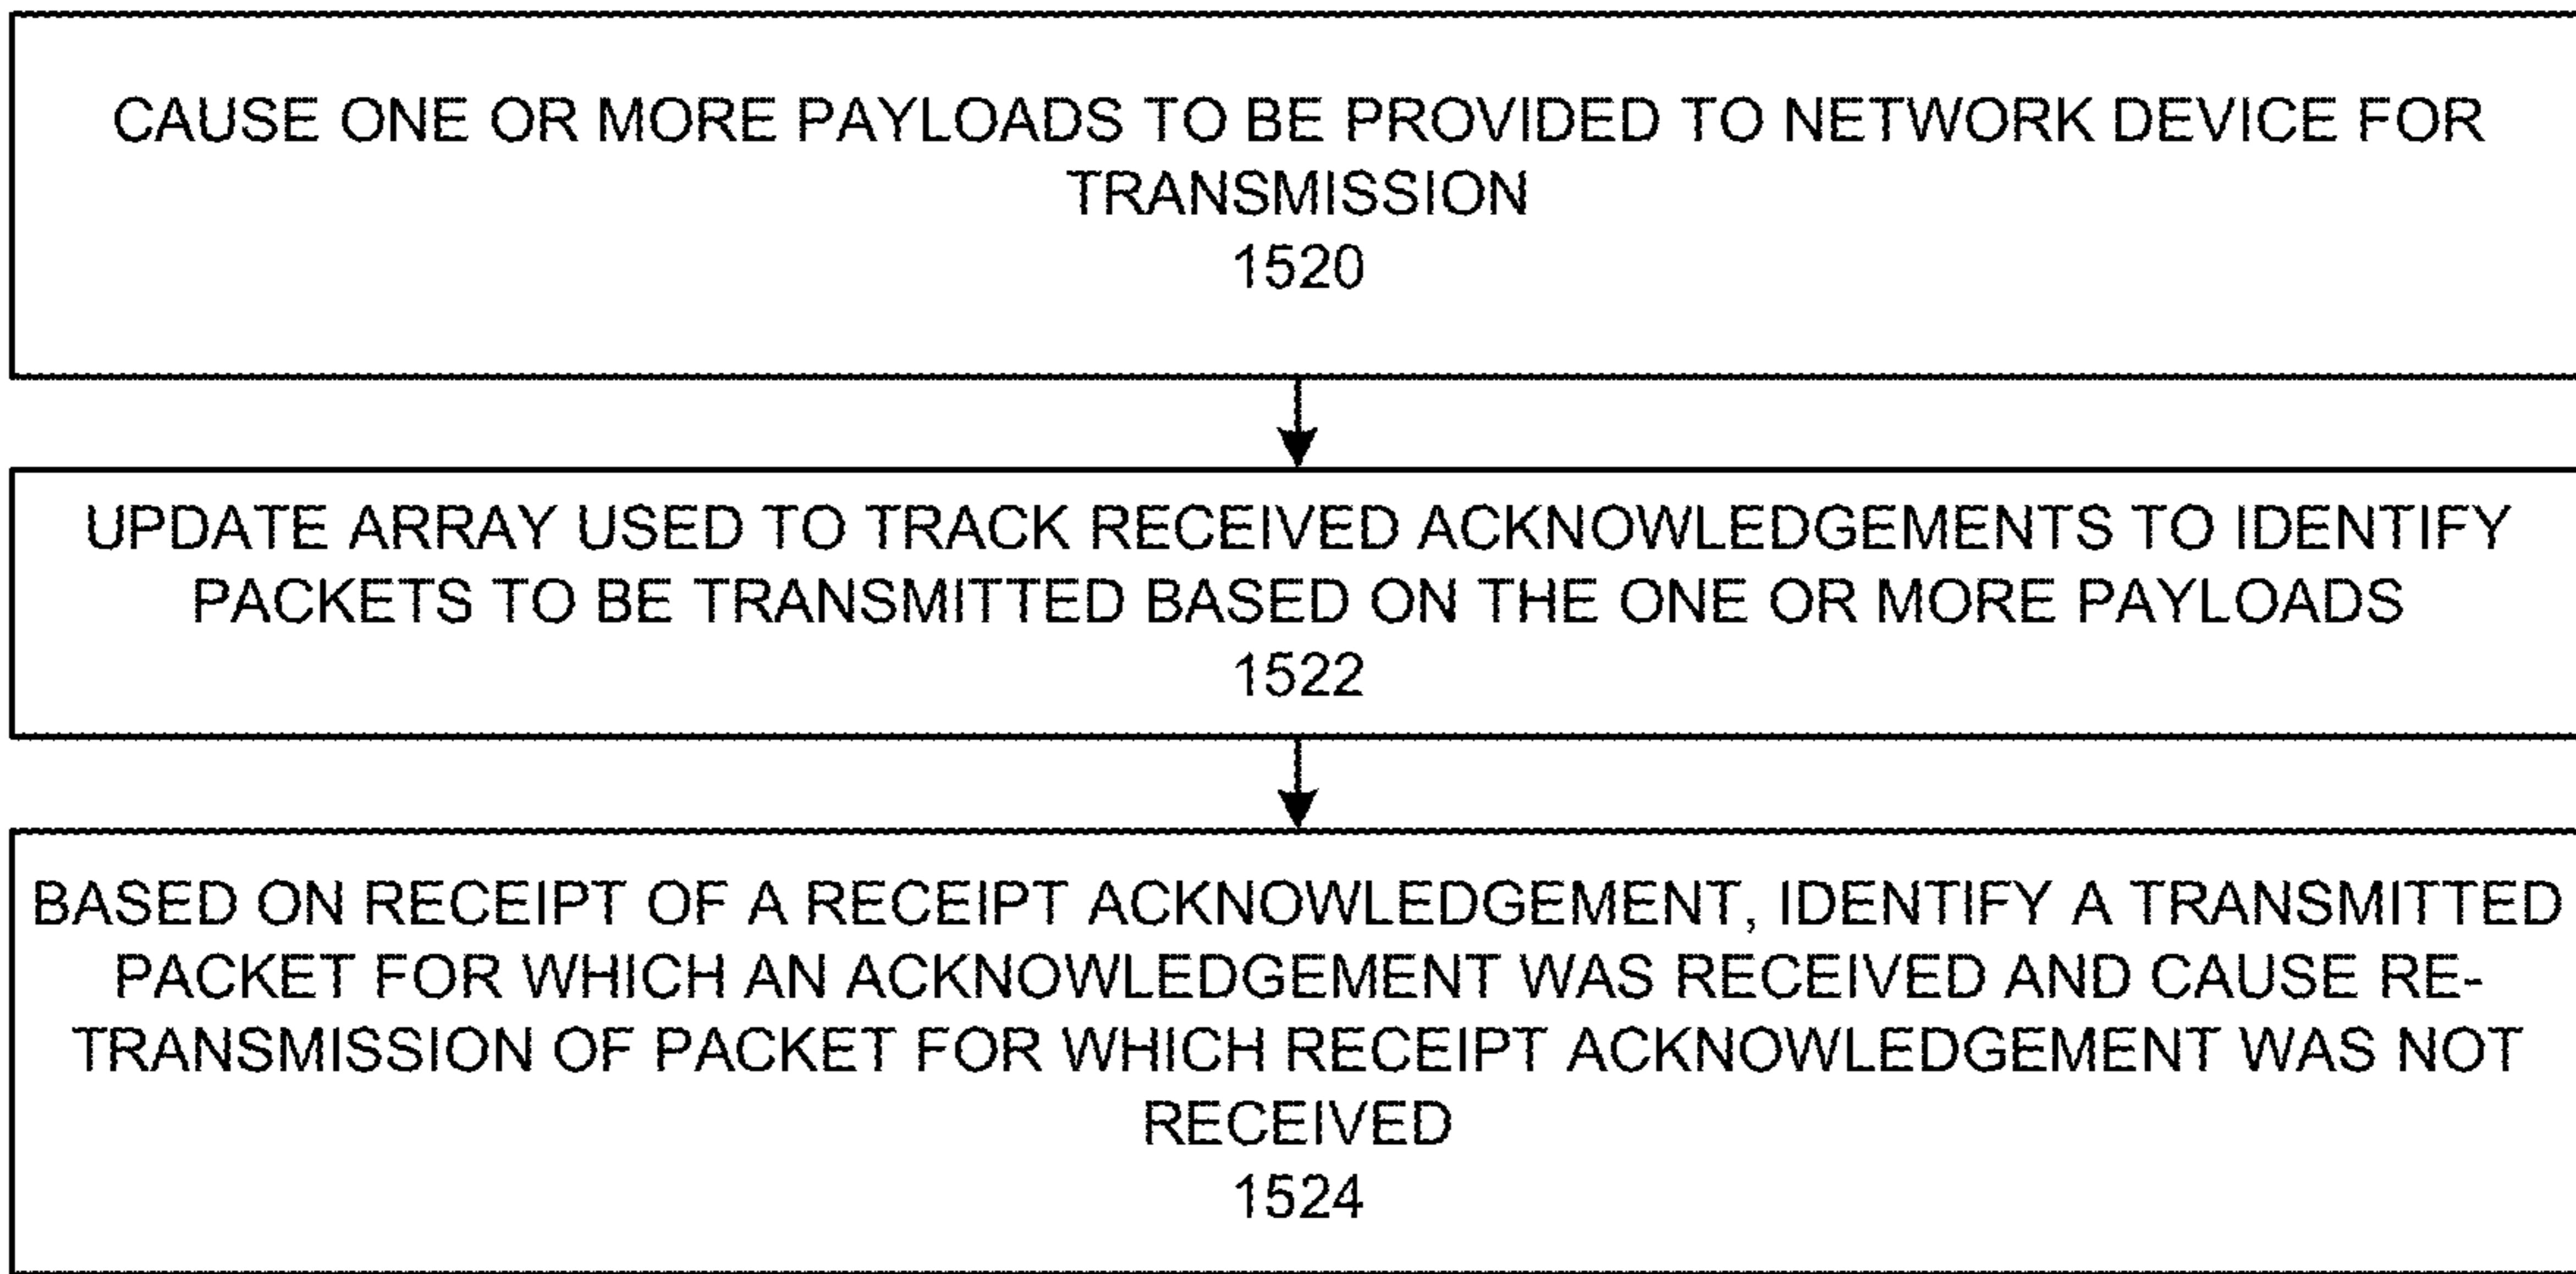 CAUSE ONE OR MORE PAYLOADS TO BE PROVIDED TO NETWORK DEVICE FOR
TRANSMISSION
1520
UPDATE ARRAY USED TO TRACK RECEIVED ACKNOWLEDGEMENTS TO IDENTIFY
PACKETS TO BE TRANSMITTED BASED ON THE ONE OR MORE PAYLOADS
1522
BASED ON RECEIPT OF A RECEIPT ACKNOWLEDGEMENT, IDENTIFY A TRANSMITTED
PACKET FOR WHICH AN ACKNOWLEDGEMENT WAS RECEIVED AND CAUSE RE-
TRANSMISSION OF PACKET FOR WHICH RECEIPT ACKNOWLEDGEMENT WAS NOT
RECEIVED
1524